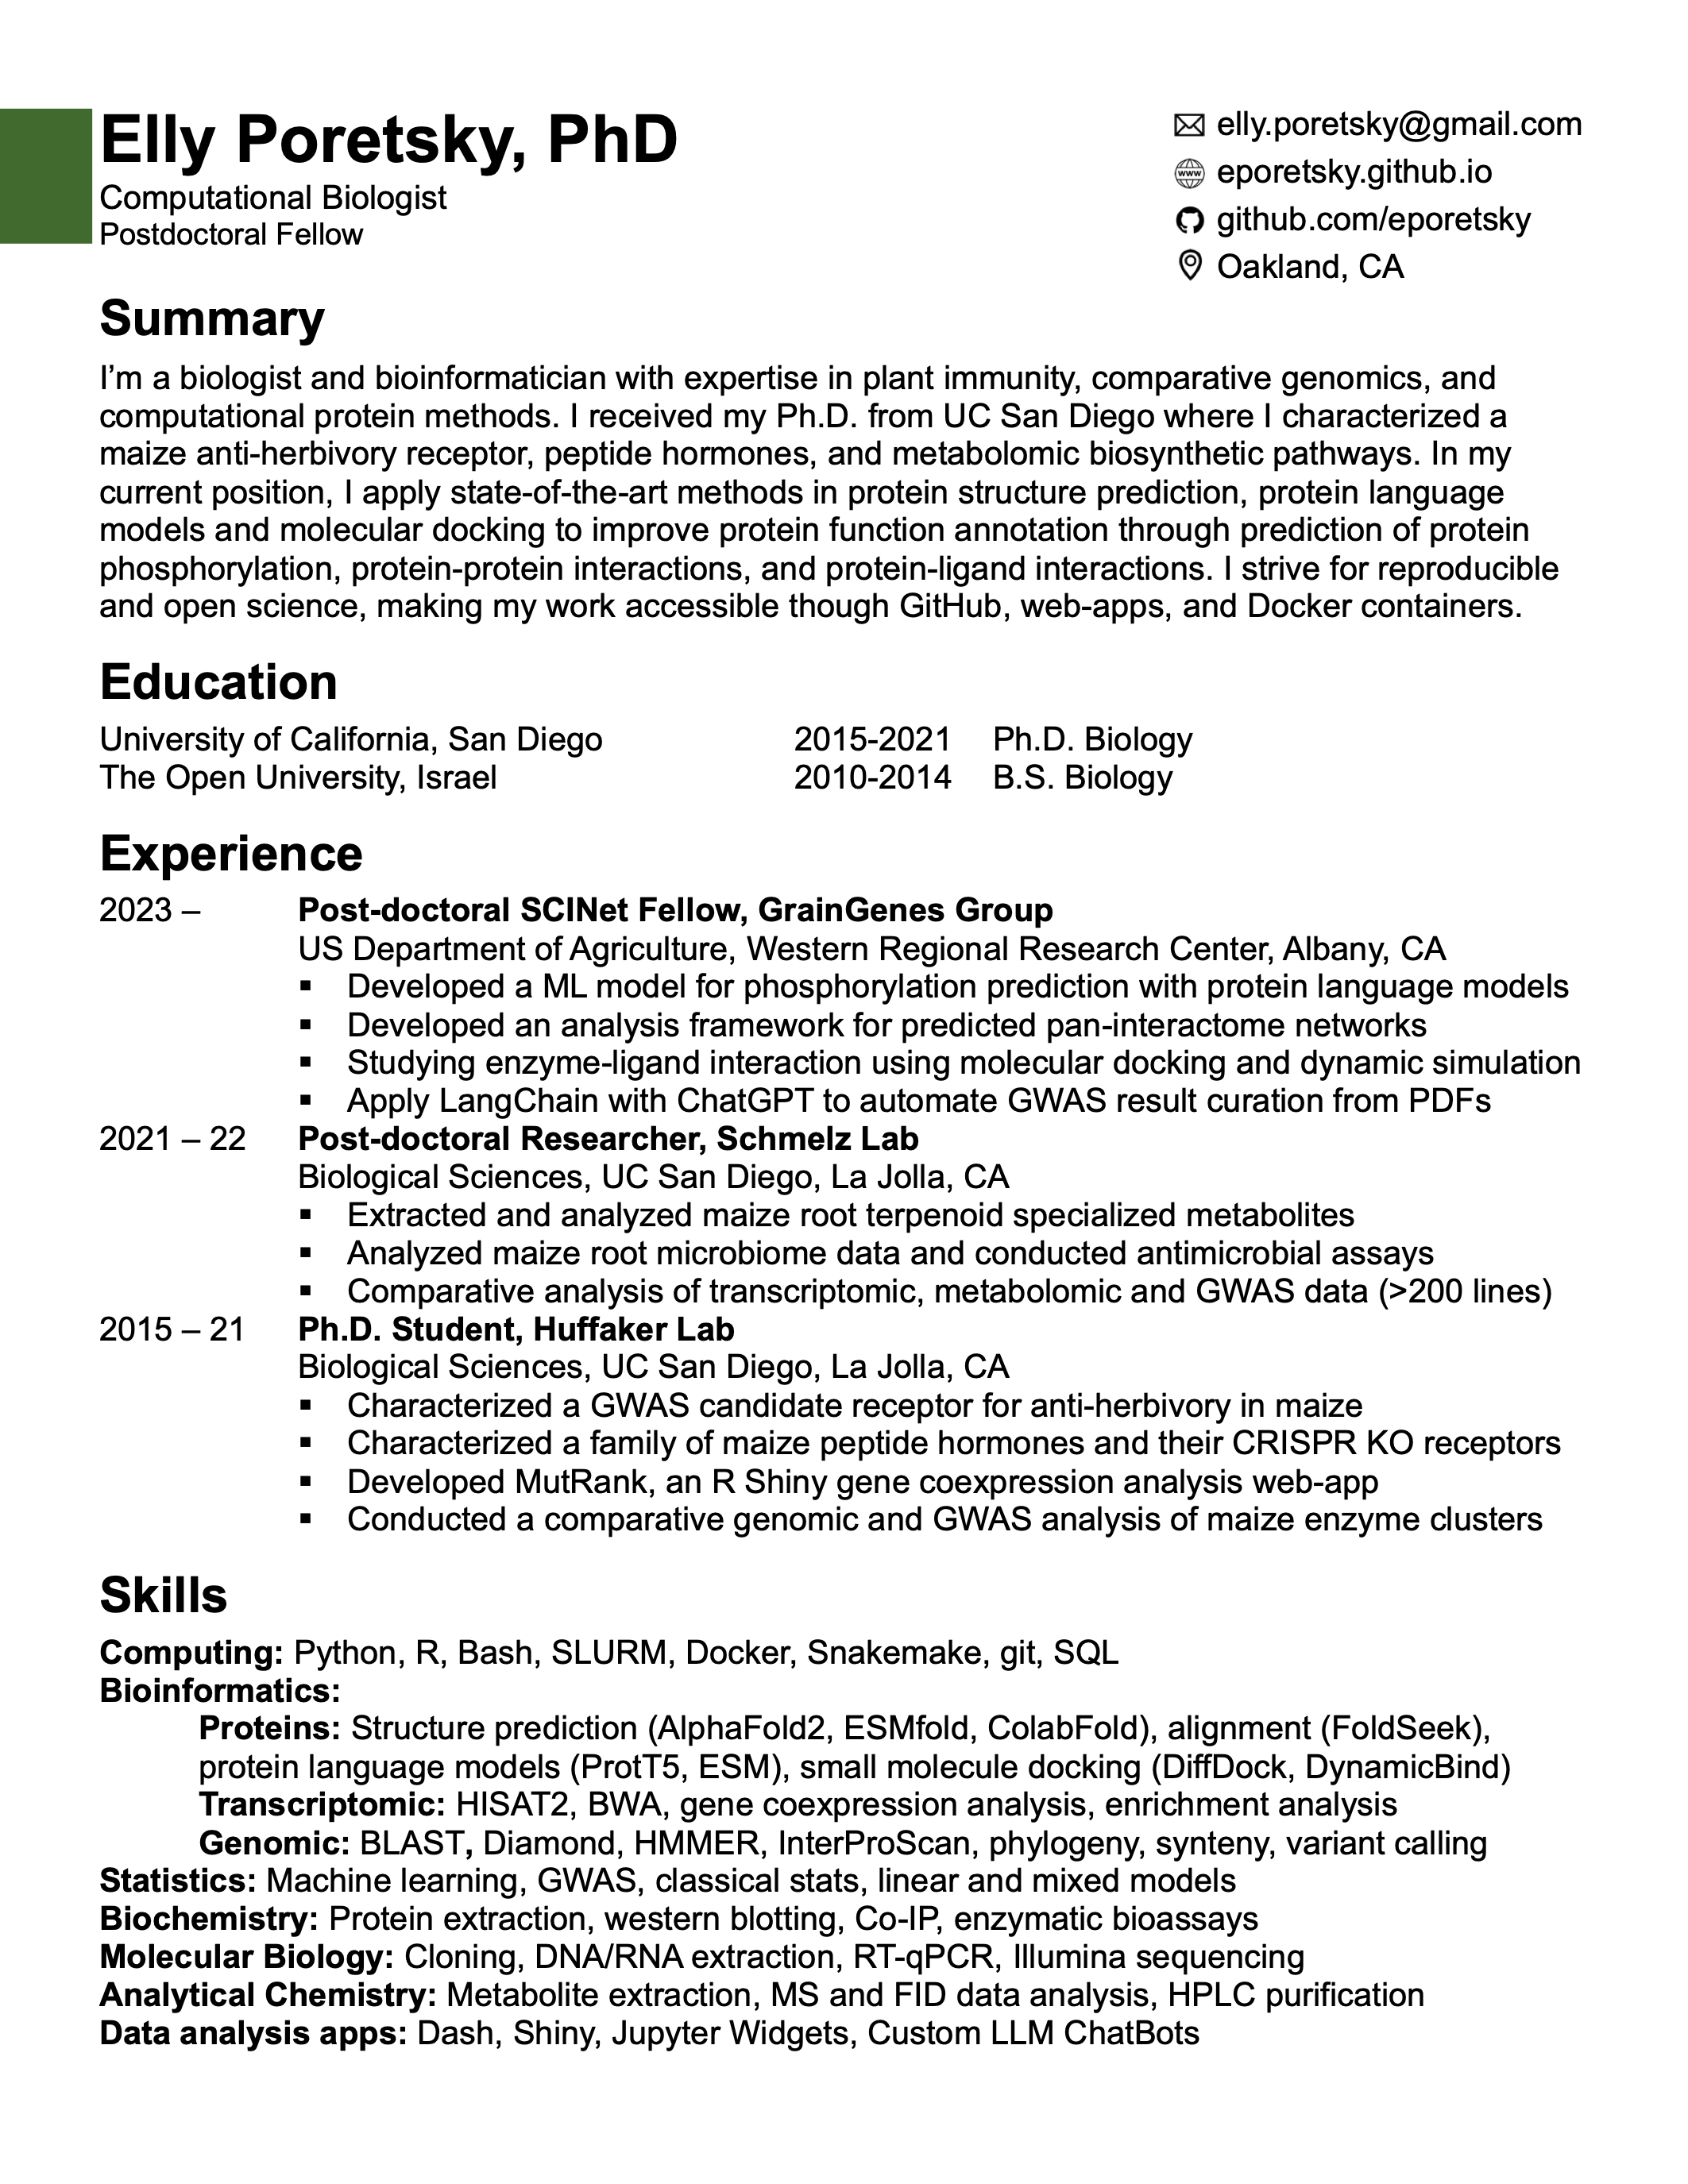 Elly Poretsky, PhD
Computational Biologist
Postdoctoral Fellow
elly.poretsky@gmail.com
www eporetsky.github.io
github.com/eporetsky
Oakland, CA
Summary
I'm a biologist and bioinformatician with expertise in plant immunity, comparative genomics, and
computational protein methods. I received my Ph.D. from UC San Diego where I characterized a
maize anti-herbivory receptor, peptide hormones, and metabolomic biosynthetic pathways. In my
current position, I apply state-of-the-art methods in protein structure prediction, protein language
models and molecular docking to improve protein function annotation through prediction of protein
phosphorylation, protein-protein interactions, and protein-ligand interactions. I strive for reproducible
and open science, making my work accessible though GitHub, web-apps, and Docker containers.
Education
University of California, San Diego 2015-2021 Ph.D. Biology
The Open University, Israel 2010-2014 B.S. Biology
Experience
2023 – Post-doctoral SCINet Fellow, GrainGenes Group
US Department of Agriculture, Western Regional Research Center, Albany, CA
▪ Developed a ML model for phosphorylation prediction with protein language models
▪ Developed an analysis framework for predicted pan-interactome networks
▪ Studying enzyme-ligand interaction using molecular docking and dynamic simulation
▪ Apply LangChain with ChatGPT to automate GWAS result curation from PDFs
2021 – 22 Post-doctoral Researcher, Schmelz Lab
Biological Sciences, UC San Diego, La Jolla, CA
▪ Extracted and analyzed maize root terpenoid specialized metabolites
▪ Analyzed maize root microbiome data and conducted antimicrobial assays
▪ Comparative analysis of transcriptomic, metabolomic and GWAS data (>200 lines)
2015 – 21 Ph.D. Student, Huffaker Lab
Biological Sciences, UC San Diego, La Jolla, CA
▪ Characterized a GWAS candidate receptor for anti-herbivory in maize
▪ Characterized a family of maize peptide hormones and their CRISPR KO receptors
▪ Developed MutRank, an R Shiny gene coexpression analysis web-app
▪ Conducted a comparative genomic and GWAS analysis of maize enzyme clusters
Skills
Computing: Python, R, Bash, SLURM, Docker, Snakemake, git, SQL
Bioinformatics:
Proteins: Structure prediction (AlphaFold2, ESMfold, ColabFold), alignment (FoldSeek),
protein language models (ProtT5, ESM), small molecule docking (DiffDock, DynamicBind)
Transcriptomic: HISAT2, BWA, gene coexpression analysis, enrichment analysis
Genomic: BLAST, Diamond, HMMER, InterProScan, phylogeny, synteny, variant calling
Statistics: Machine learning, GWAS, classical stats, linear and mixed models
Biochemistry: Protein extraction, western blotting, Co-IP, enzymatic bioassays
Molecular Biology: Cloning, DNA/RNA extraction, RT-qPCR, Illumina sequencing
Analytical Chemistry: Metabolite extraction, MS and FID data analysis, HPLC purification
Data analysis apps: Dash, Shiny, Jupyter Widgets, Custom LLM ChatBots